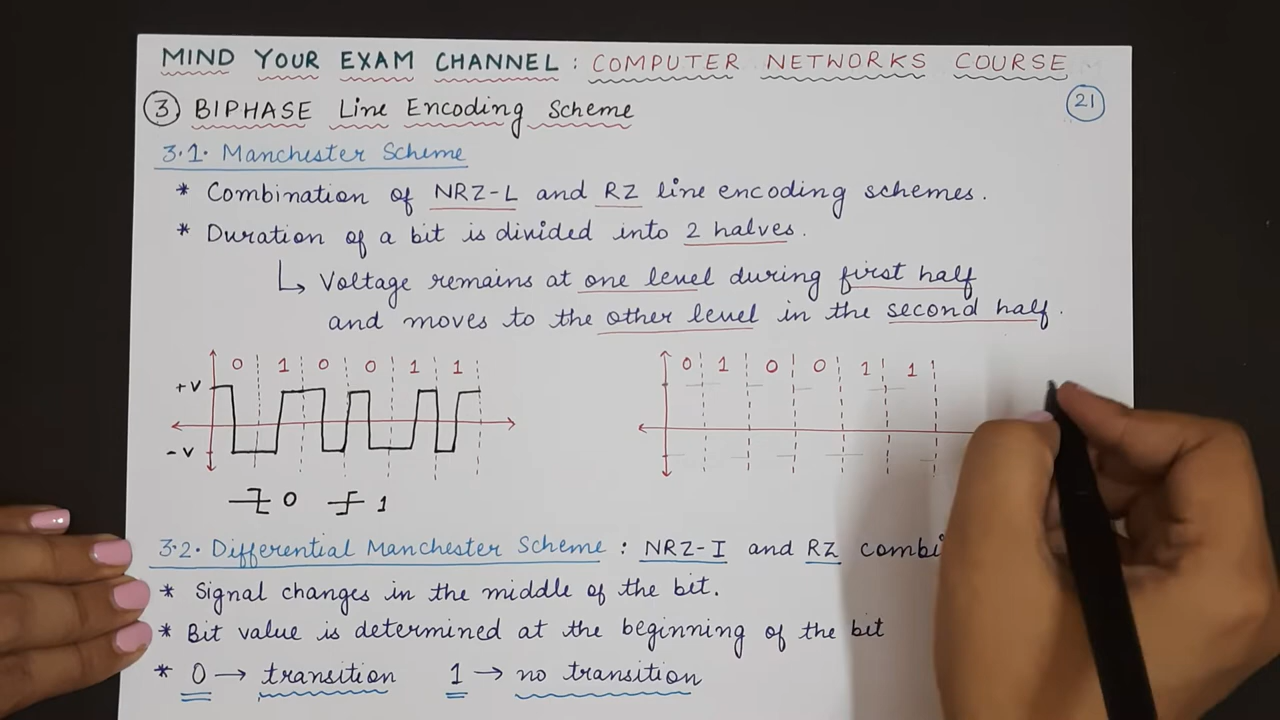 MIND YOUR EXAM CHANNEL : COMPUTER NETWORKS COURSE
21
③ BIPHASE Line Encoding Scheme
3.1. Manchester Scheme
* Combination of NRZ-L and RZ line encoding schemes.
* Duration of a bit is divided into 2 halves.
↳ Voltage remains at one level during first half
and moves to the other level in the second half.
0 1 0 0 1 1
+V
-V
0 1
0 1 0 0 1 1
3.2. Differential Manchester Scheme : NRZ-I and RZ
* Signal changes in the middle of the bit.
* Bit value is determined at the beginning of the bit
* 0 → transition 1 → no transition